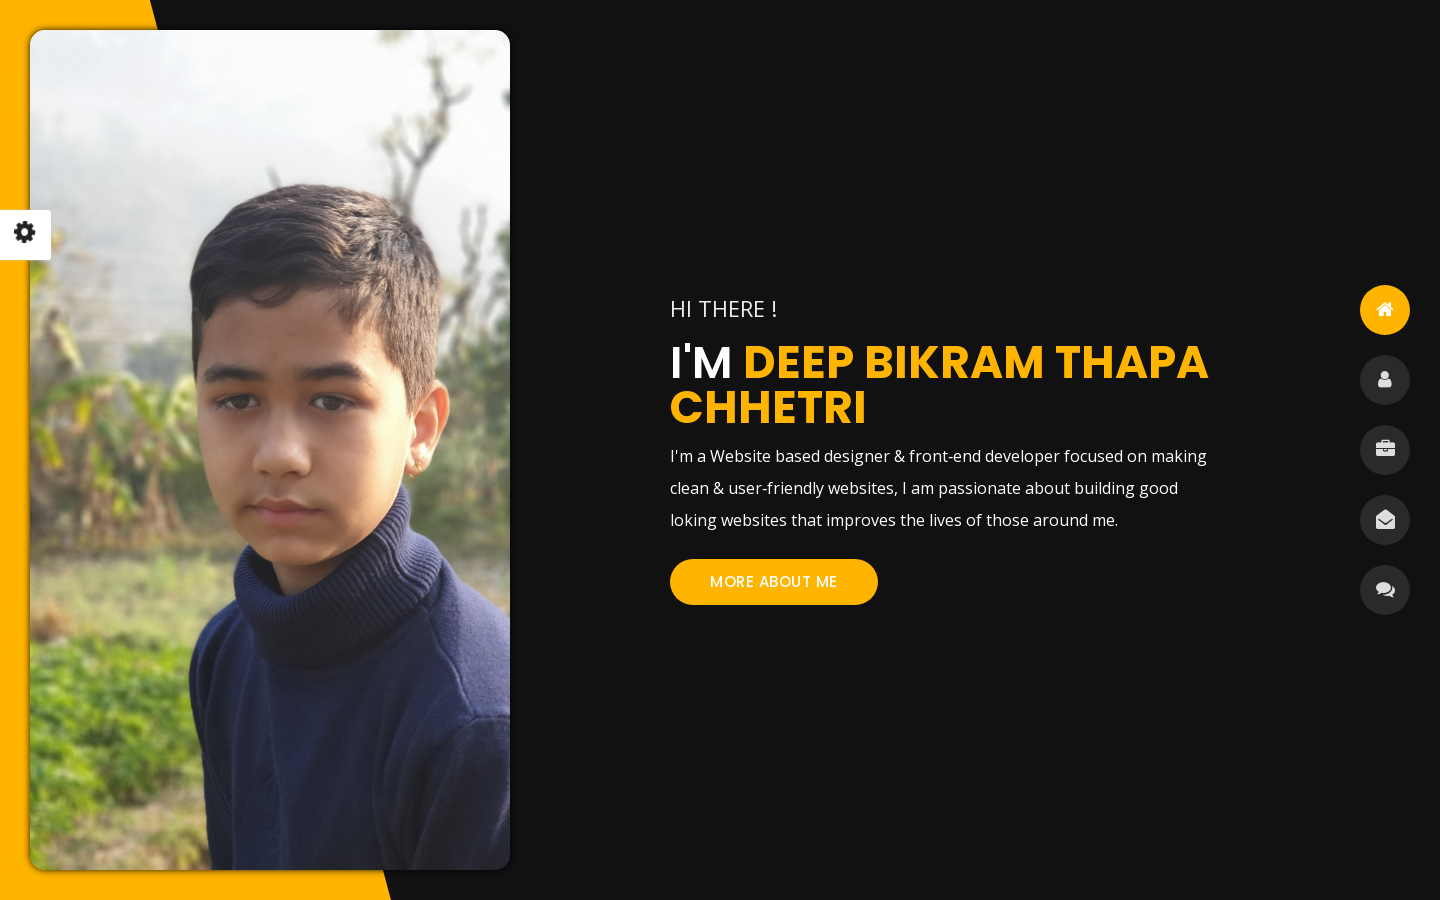 HI THERE !
I'M DEEP BIKRAM THAPA
CHHETRI
I'm a Website based designer & front-end developer focused on making
clean & user-friendly websites, I am passionate about building good
loking websites that improves the lives of those around me.
MORE ABOUT ME